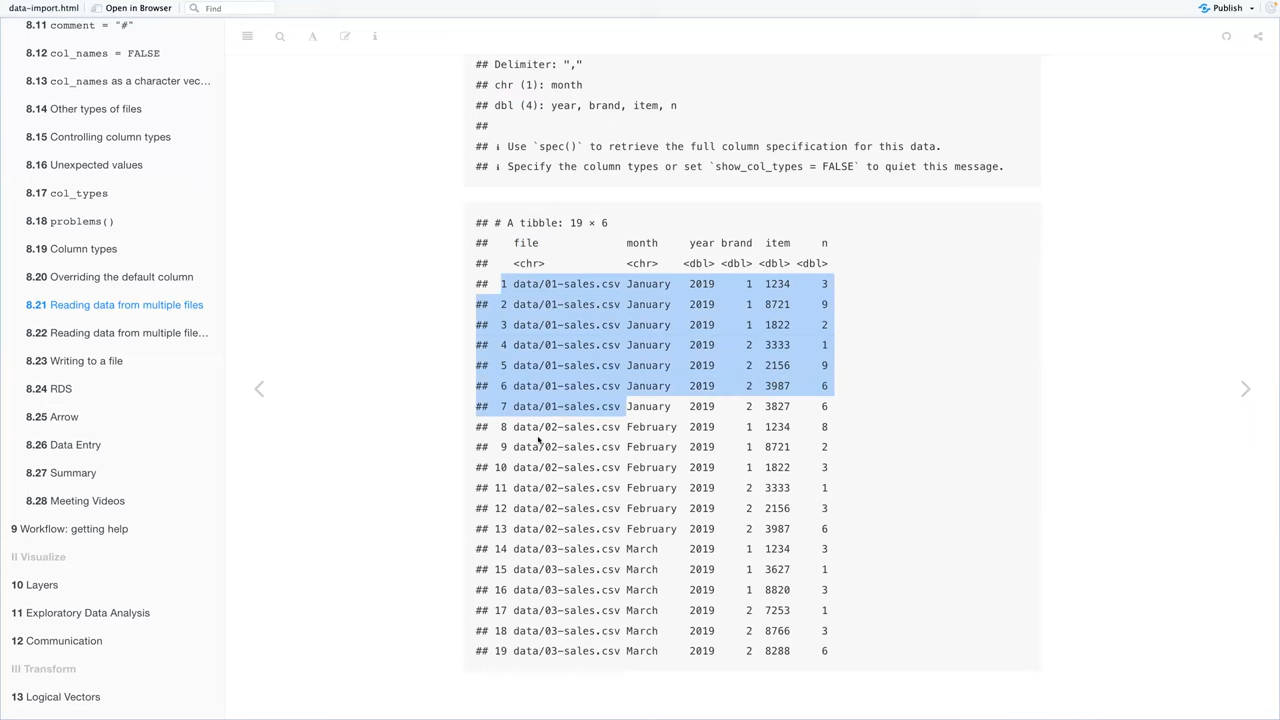 data-import.html
Open in Browser
Find
Publish
8.11 comment = "#"
8.12 col_names = FALSE
8.13 col_names as a character vec…
8.14 Other types of files
8.15 Controlling column types
8.16 Unexpected values
8.17 col_types
8.18 problems()
8.19 Column types
8.20 Overriding the default column
8.21 Reading data from multiple files
8.22 Reading data from multiple file…
8.23 Writing to a file
8.24 RDS
8.25 Arrow
8.26 Data Entry
8.27 Summary
8.28 Meeting Videos
9 Workflow: getting help
II Visualize
10 Layers
11 Exploratory Data Analysis
12 Communication
III Transform
13 Logical Vectors
## Delimiter: ","
## chr (1): month
## dbl (4): year, brand, item, n
##
## ℹ Use `spec()` to retrieve the full column specification for this data.
## ℹ Specify the column types or set `show_col_types = FALSE` to quiet this message.
## # A tibble: 19 × 6
## file month year brand item n
## <chr> <chr> <dbl> <dbl> <dbl> <dbl>
## 1 data/01-sales.csv January 2019 1 1234 3
## 2 data/01-sales.csv January 2019 1 8721 9
## 3 data/01-sales.csv January 2019 1 1822 2
## 4 data/01-sales.csv January 2019 2 3333 1
## 5 data/01-sales.csv January 2019 2 2156 9
## 6 data/01-sales.csv January 2019 2 3987 6
## 7 data/01-sales.csv January 2019 2 3827 6
## 8 data/02-sales.csv February 2019 1 1234 8
## 9 data/02-sales.csv February 2019 1 8721 2
## 10 data/02-sales.csv February 2019 1 1822 3
## 11 data/02-sales.csv February 2019 2 3333 1
## 12 data/02-sales.csv February 2019 2 2156 3
## 13 data/02-sales.csv February 2019 2 3987 6
## 14 data/03-sales.csv March 2019 1 1234 3
## 15 data/03-sales.csv March 2019 1 3627 1
## 16 data/03-sales.csv March 2019 1 8820 3
## 17 data/03-sales.csv March 2019 2 7253 1
## 18 data/03-sales.csv March 2019 2 8766 3
## 19 data/03-sales.csv March 2019 2 8288 6